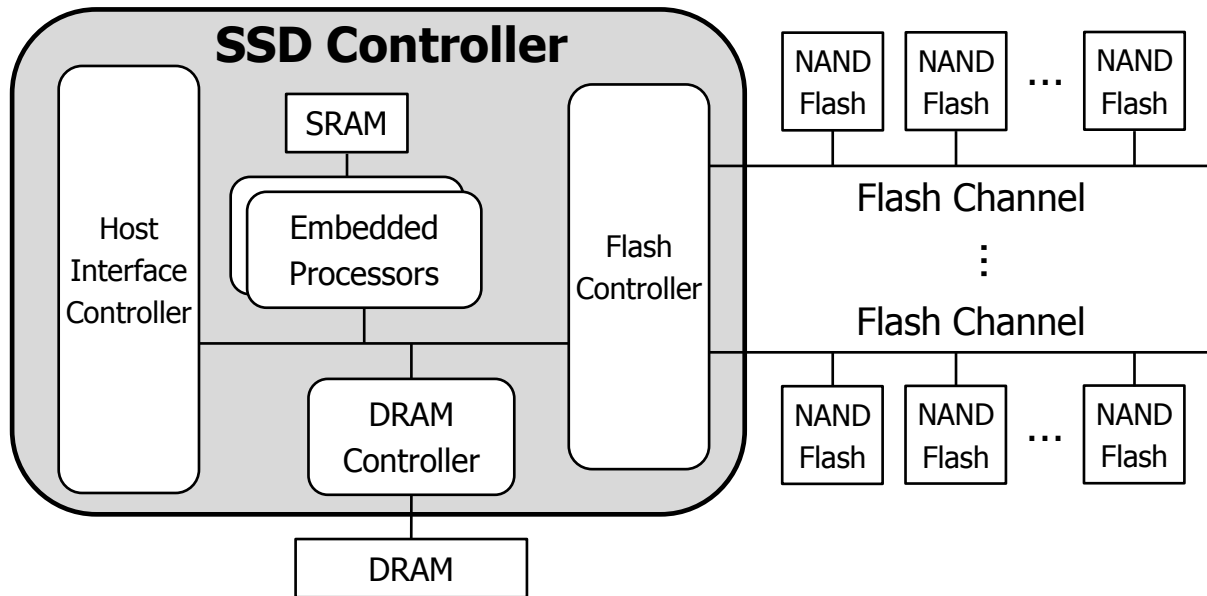 SSD Controller
Host
Interface
Controller
SRAM
Embedded
Processors
DRAM
Controller
Flash
Controller
DRAM
NAND
Flash
NAND
Flash
...
NAND
Flash
Flash Channel
⋮
Flash Channel
NAND
Flash
NAND
Flash
...
NAND
Flash